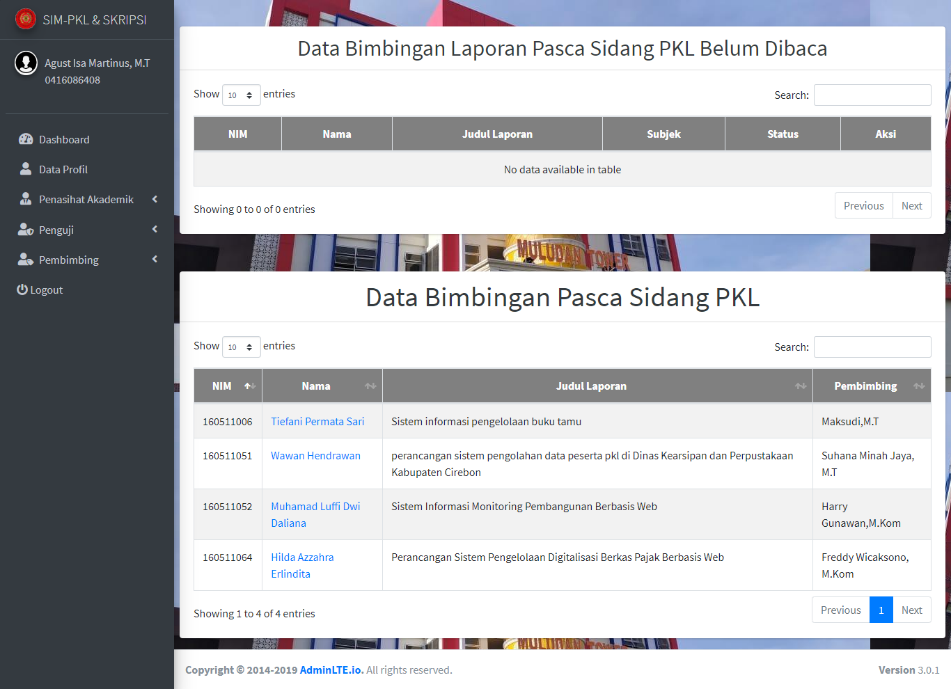 SIM-PKL & SKRIPSI
Agust Isa Martinus, M.T
0416086408
Dashboard
Data Profil
Penasihat Akademik
Penguji
Pembimbing
Logout
Data Bimbingan Laporan Pasca Sidang PKL Belum Dibaca
Show 10 entries
Search:
NIM Nama Judul Laporan Subjek Status Aksi
No data available in table
Showing 0 to 0 of 0 entries
Previous Next
MULUDAN TOWER
Data Bimbingan Pasca Sidang PKL
Show 10 entries
Search:
NIM Nama Judul Laporan Pembimbing
160511006 Tiefani Permata Sari Sistem informasi pengelolaan buku tamu Maksudi,M.T
160511051 Wawan Hendrawan perancangan sistem pengolahan data peserta pkl di Dinas Kearsipan dan Perpustakaan Suhana Minah Jaya,
Kabupaten Cirebon M.T
160511052 Muhamad Luffi Dwi Sistem Informasi Monitoring Pembangunan Berbasis Web Harry
Daliana Gunawan,M.Kom
160511064 Hilda Azzahra Perancangan Sistem Pengelolaan Digitalisasi Berkas Pajak Berbasis Web Freddy Wicaksono,
Erlindita M.Kom
Showing 1 to 4 of 4 entries
Previous 1 Next
Copyright © 2014-2019 AdminLTE.io. All rights reserved.
Version 3.0.1